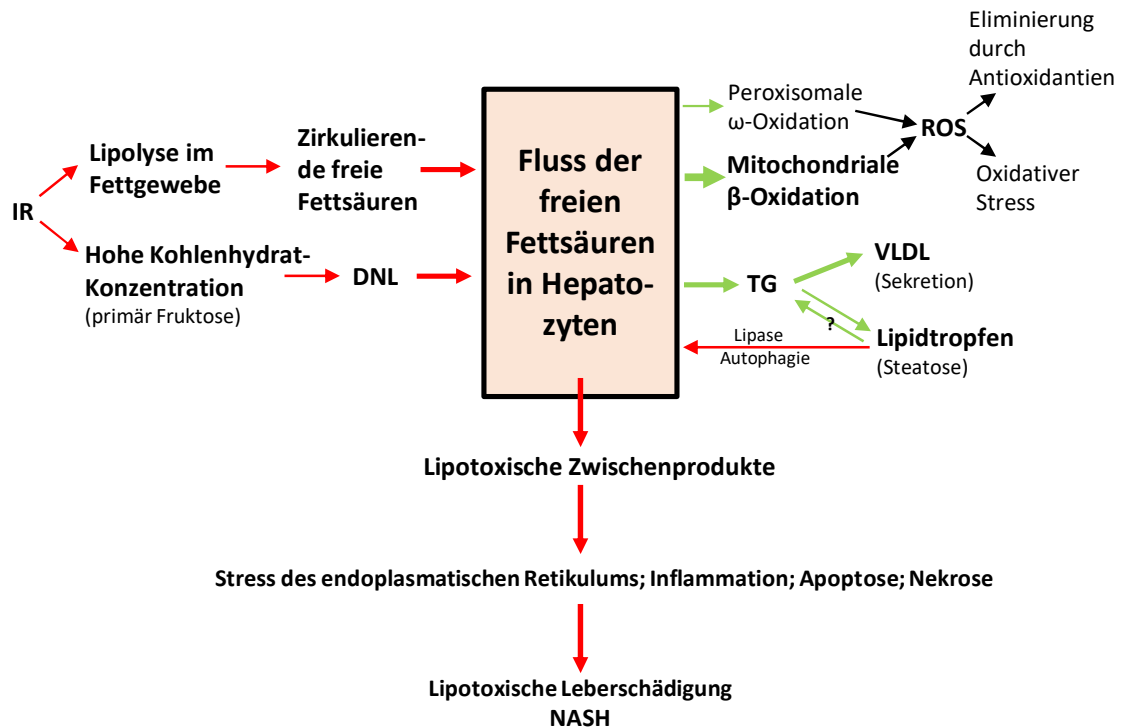 IR
Lipolyse im
Fettgewebe
Zirkulieren-
de freie
Fettsäuren
Hohe Kohlenhydrat-
Konzentration
(primär Fruktose)
DNL
Fluss der
freien
Fettsäuren
in Hepato-
zyten
Peroxisomale
ω-Oxidation
Mitochondriale
β-Oxidation
ROS
Eliminierung
durch
Antioxidantien
Oxidativer
Stress
TG
VLDL
(Sekretion)
?
Lipidtropfen
(Steatose)
Lipase
Autophagie
Lipotoxische Zwischenprodukte
Stress des endoplasmatischen Retikulums; Inflammation; Apoptose; Nekrose
Lipotoxische Leberschädigung
NASH